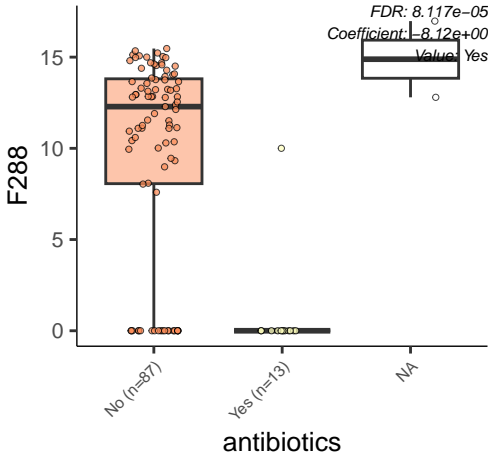 FDR: 8.117e−05
Coefficient: −8.12e+00
Value: Yes
15
10
5
0
F288
No (n=87)
Yes (n=13)
NA
antibiotics